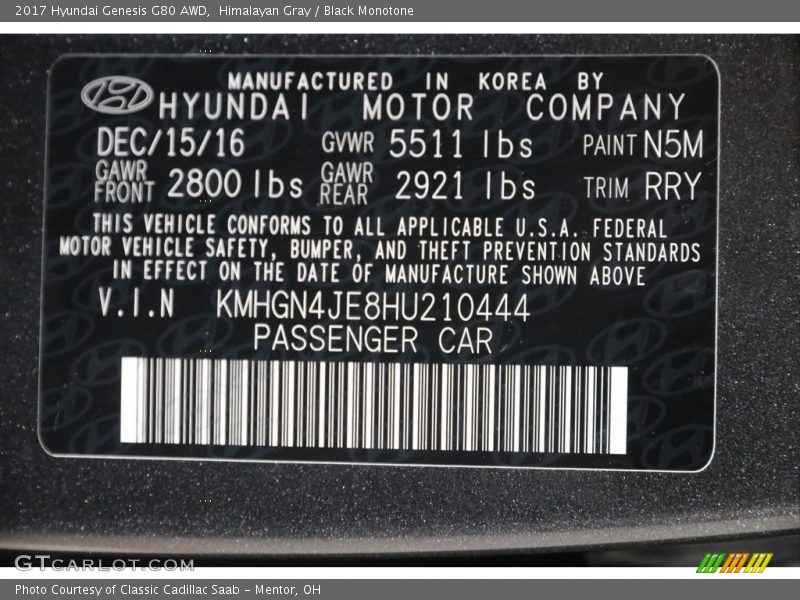 2017 Hyundai Genesis G80 AWD,  Himalayan Gray / Black Monotone
MANUFACTURED IN KOREA BY
HYUNDAI MOTOR COMPANY
DEC/15/16 GVWR 5511 lbs PAINT N5M
GAWR FRONT 2800 lbs GAWR REAR 2921 lbs TRIM RRY
THIS VEHICLE CONFORMS TO ALL APPLICABLE U.S.A. FEDERAL
MOTOR VEHICLE SAFETY, BUMPER, AND THEFT PREVENTION STANDARDS
IN EFFECT ON THE DATE OF MANUFACTURE SHOWN ABOVE
V.I.N KMHGN4JE8HU210444
PASSENGER CAR
GTcarlot.com
Photo Courtesy of Classic Cadillac Saab - Mentor, OH